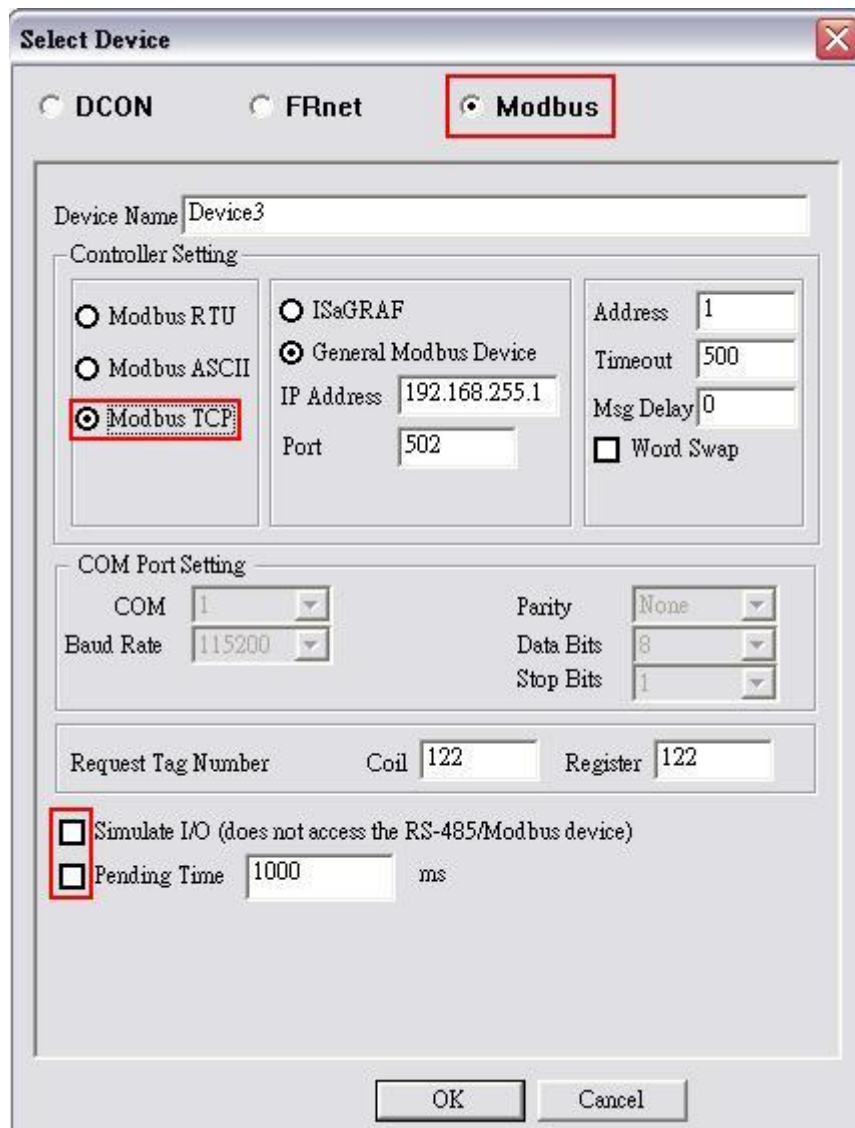 Select Device
DCON FRnet Modbus
Device Name Device3
Controller Setting
Modbus RTU
Modbus ASCII
Modbus TCP
ISaGRAF
General Modbus Device
IP Address 192.168.255.1
Port 502
Address 1
Timeout 500
Msg Delay 0
Word Swap
COM Port Setting
COM 1
Baud Rate 115200
Parity None
Data Bits 8
Stop Bits 1
Request Tag Number Coil 122 Register 122
Simulate I/O (does not access the RS-485/Modbus device)
Pending Time 1000 ms
OK Cancel